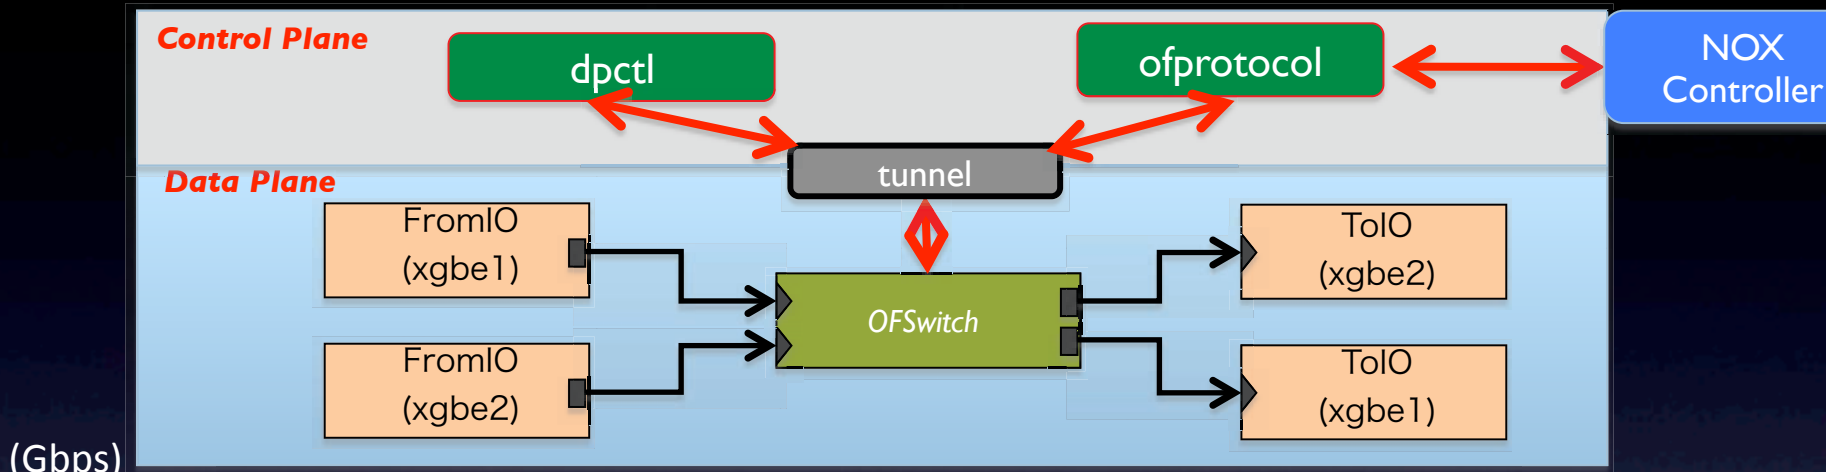 Control Plane
dpctl
ofprotocol
NOX
Controller
tunnel
Data Plane
FromIO
(xgbe1)
ToIO
(xgbe2)
OFSwitch
FromIO
(xgbe2)
ToIO
(xgbe1)
(Gbps)